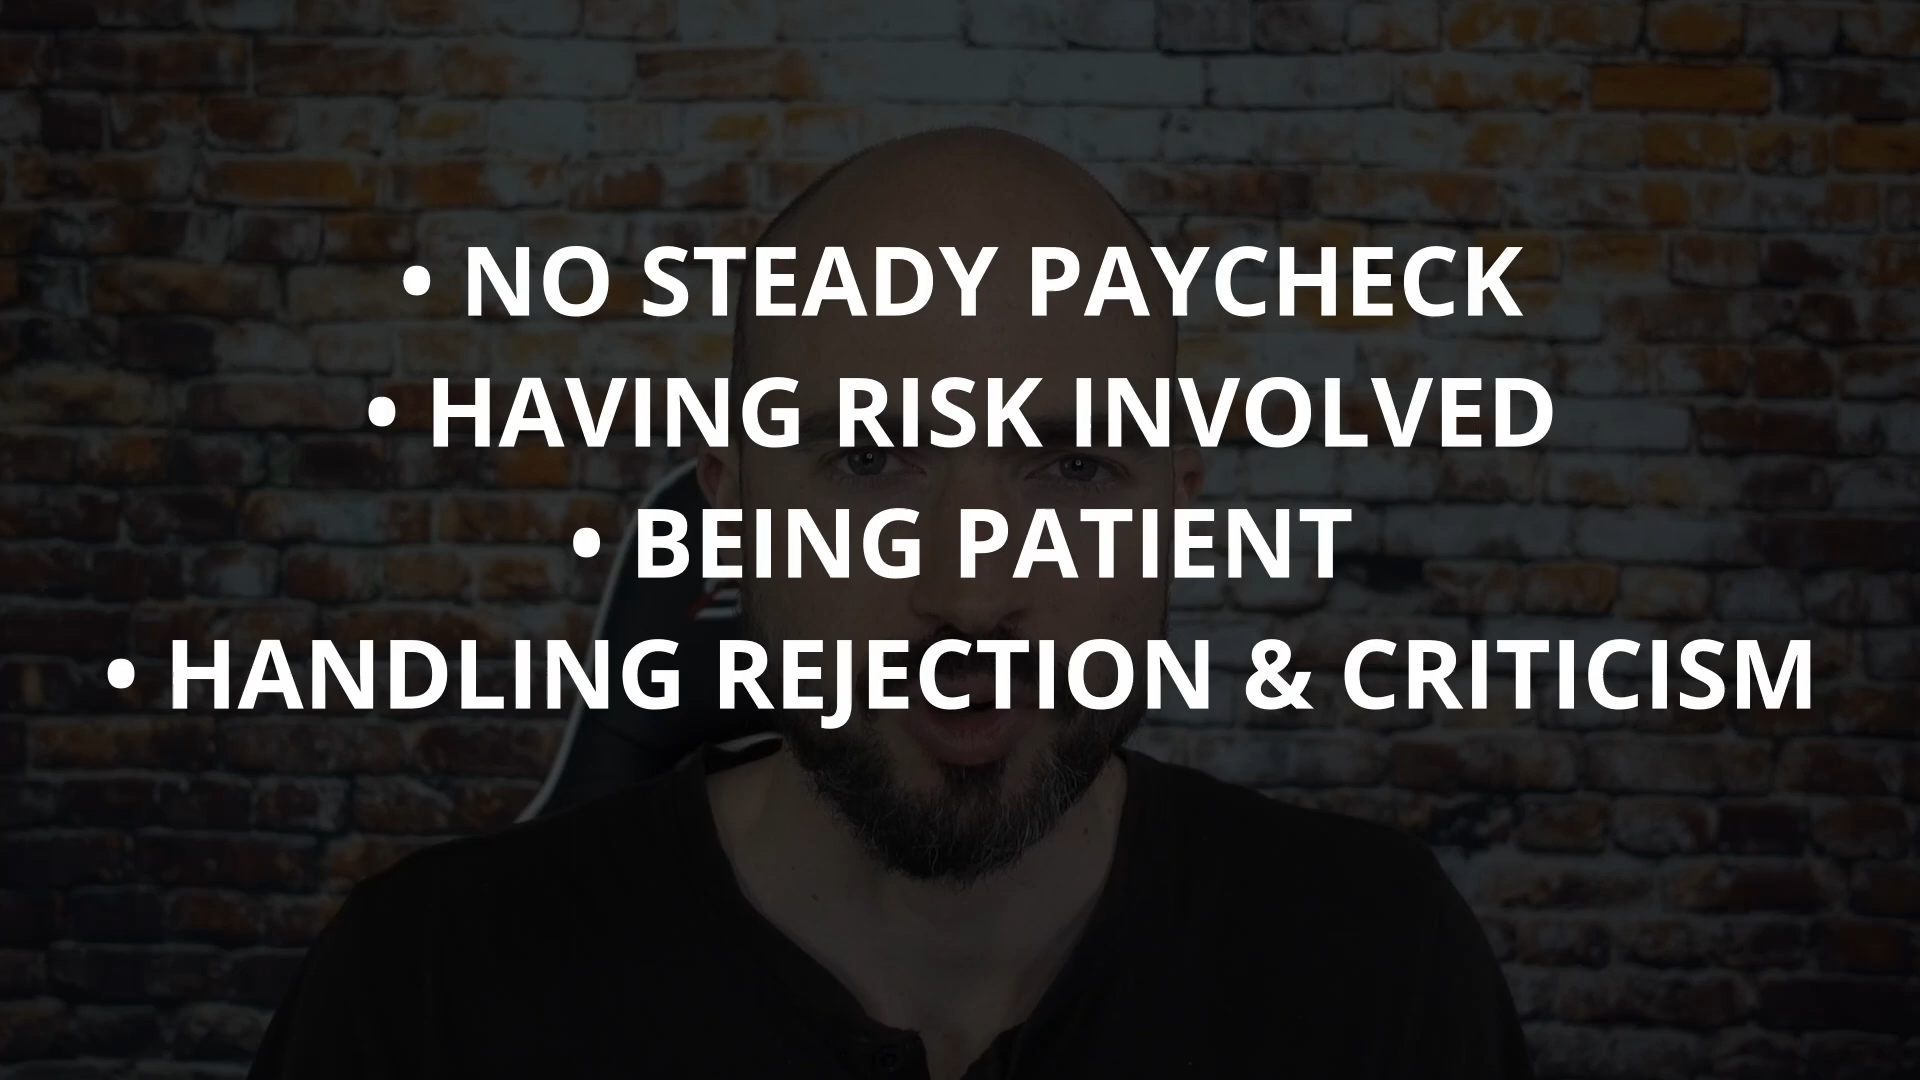 • NO STEADY PAYCHECK
• HAVING RISK INVOLVED
• BEING PATIENT
• HANDLING REJECTION & CRITICISM